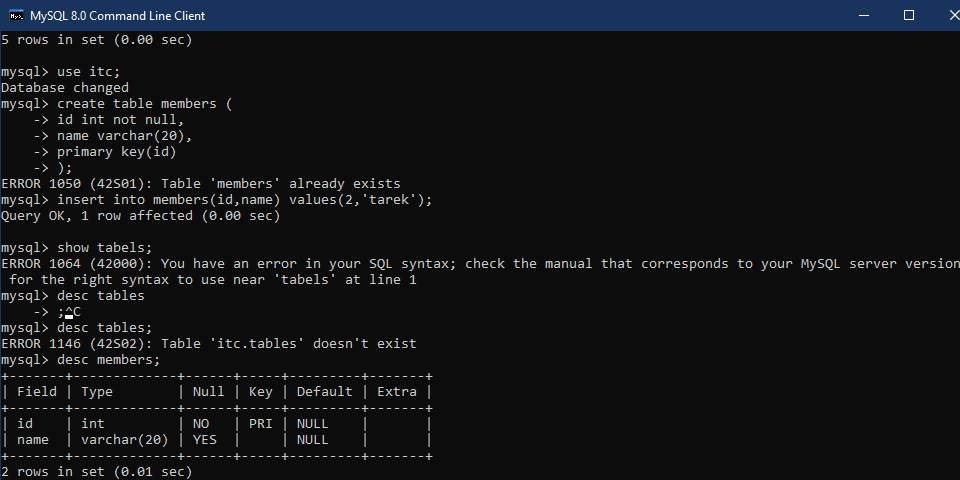 MySQL 8.0 Command Line Client
5 rows in set (0.00 sec)
mysql> use itc;
Database changed
mysql> create table members (
    -> id int not null,
    -> name varchar(20),
    -> primary key(id)
    -> );
ERROR 1050 (42S01): Table 'members' already exists
mysql> insert into members(id,name) values(2,'tarek');
Query OK, 1 row affected (0.00 sec)
mysql> show tabels;
ERROR 1064 (42000): You have an error in your SQL syntax; check the manual that corresponds to your MySQL server version
 for the right syntax to use near 'tabels' at line 1
mysql> desc tables
    -> ;^C
mysql> desc tables;
ERROR 1146 (42S02): Table 'itc.tables' doesn't exist
mysql> desc members;
+-------+-------------+------+-----+---------+-------+
| Field | Type        | Null | Key | Default | Extra |
+-------+-------------+------+-----+---------+-------+
| id    | int         | NO   | PRI | NULL    |       |
| name  | varchar(20) | YES  |     | NULL    |       |
+-------+-------------+------+-----+---------+-------+
2 rows in set (0.01 sec)